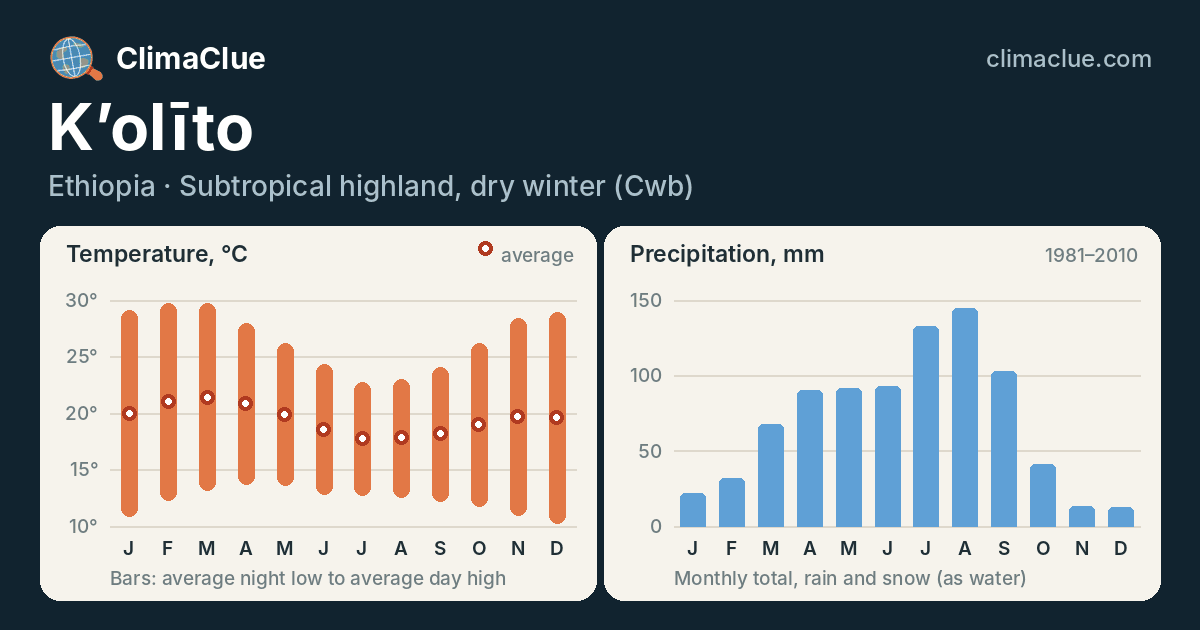 ClimaClue
climaclue.com
Kʼolīto
Ethiopia · Subtropical highland, dry winter (Cwb)
Temperature, °C
average
30°
25°
20°
15°
10°
J F M A M J J A S O N D
Bars: average night low to average day high
Precipitation, mm
1981–2010
150
100
50
0
J F M A M J J A S O N D
Monthly total, rain and snow (as water)